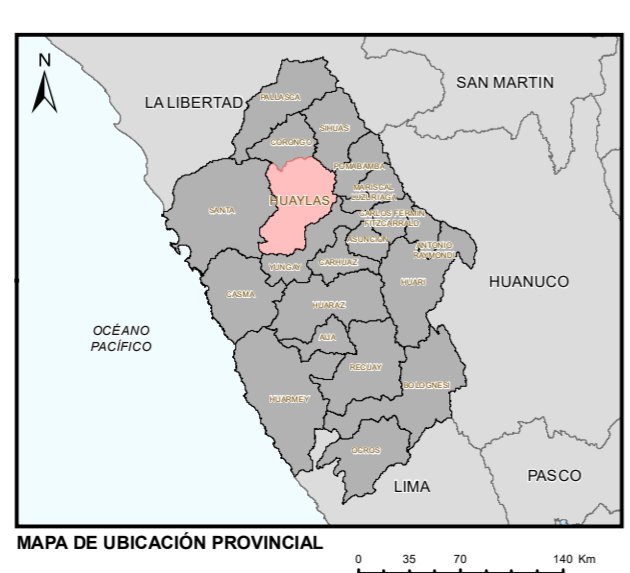 N
LA LIBERTAD
SAN MARTIN
PALLASCA
SIHUAS
CORONGO
POMABAMBA
MARISCAL
LUZURIAGA
HUAYLAS
SANTA
CARLOS FERMIN
FITZCARRALD
ASUNCION
ANTONIO
RAYMONDI
YUNGAY
CARHUAZ
HUARI
HUANUCO
CASMA
HUARAZ
OCÉANO
PACÍFICO
AIJA
RECUAY
BOLOGNESI
HUARMEY
OCROS
LIMA
PASCO
MAPA DE UBICACIÓN PROVINCIAL
0 35 70 140 Km